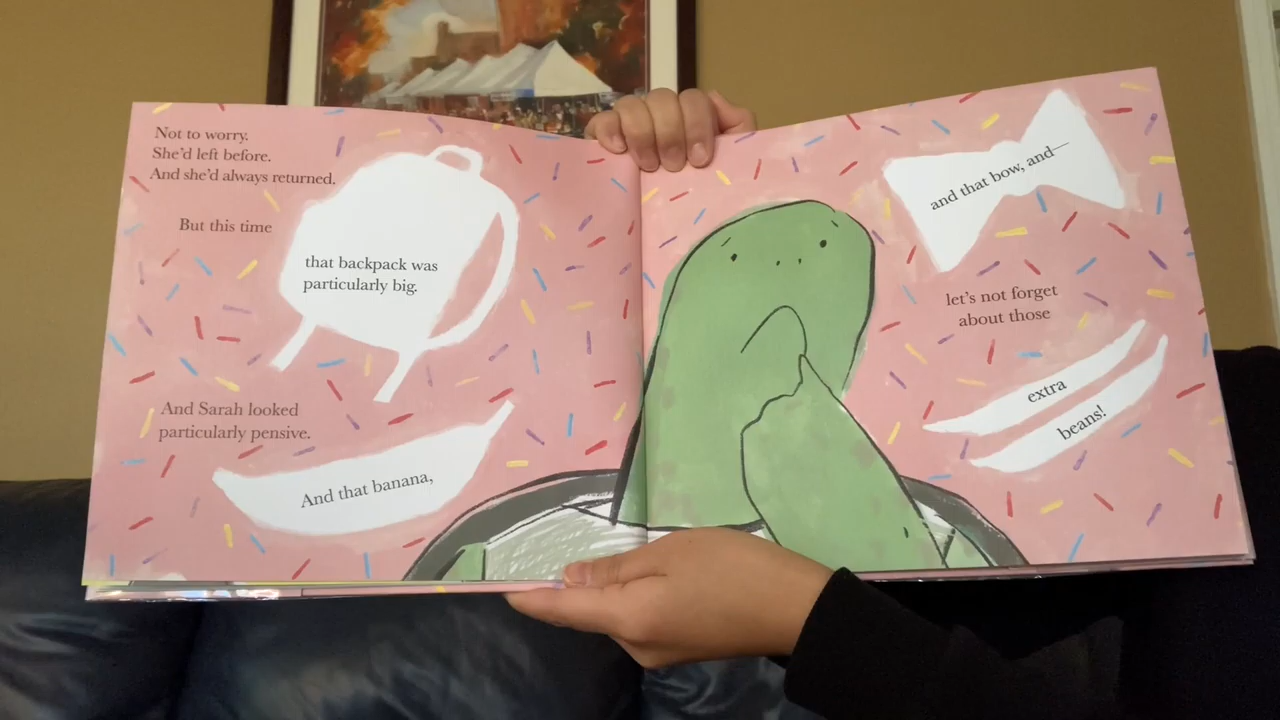 Not to worry.
She'd left before.
And she'd always returned.
But this time
that backpack was
particularly big.
And Sarah looked
particularly pensive.
And that banana,
and that bow, and—
let's not forget
about those
extra
beans!